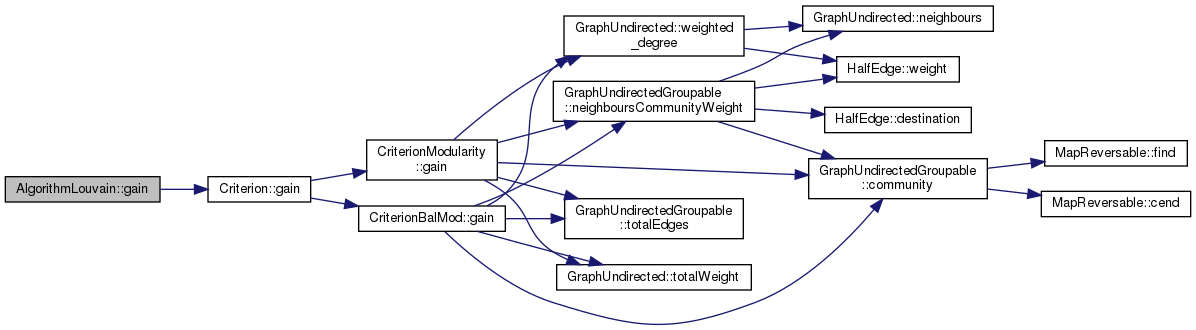 AlgorithmLouvain::gain
Criterion::gain
CriterionModularity
::gain
CriterionBalMod::gain
GraphUndirected::weighted
_degree
GraphUndirectedGroupable
::neighboursCommunityWeight
GraphUndirectedGroupable
::totalEdges
GraphUndirected::totalWeight
GraphUndirected::neighbours
HalfEdge::weight
HalfEdge::destination
GraphUndirectedGroupable
::community
MapReversable::find
MapReversable::cend